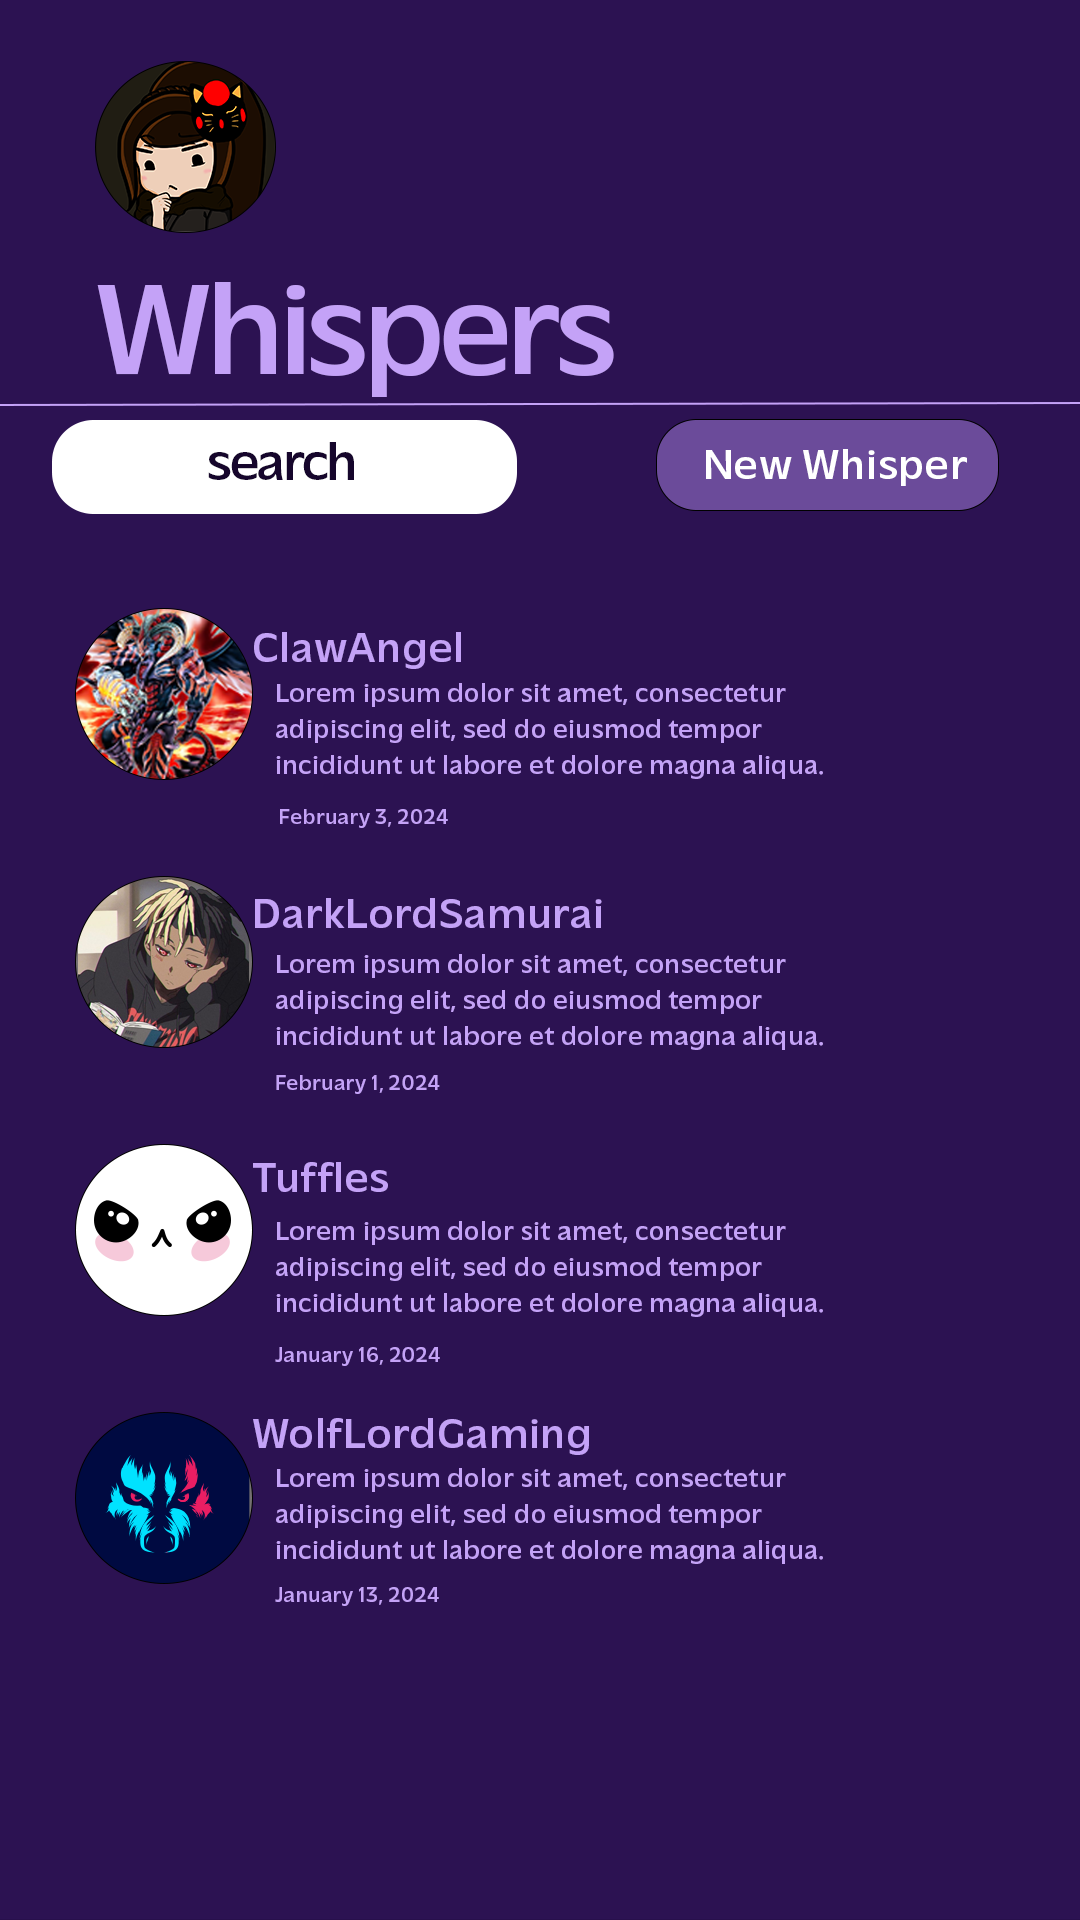 Whispers
search
New Whisper
ClawAngel
Lorem ipsum dolor sit amet, consectetur
adipiscing elit, sed do eiusmod tempor
incididunt ut labore et dolore magna aliqua.
February 3, 2024
DarkLordSamurai
Lorem ipsum dolor sit amet, consectetur
adipiscing elit, sed do eiusmod tempor
incididunt ut labore et dolore magna aliqua.
February 1, 2024
Tuffles
Lorem ipsum dolor sit amet, consectetur
adipiscing elit, sed do eiusmod tempor
incididunt ut labore et dolore magna aliqua.
January 16, 2024
WolfLordGaming
Lorem ipsum dolor sit amet, consectetur
adipiscing elit, sed do eiusmod tempor
incididunt ut labore et dolore magna aliqua.
January 13, 2024